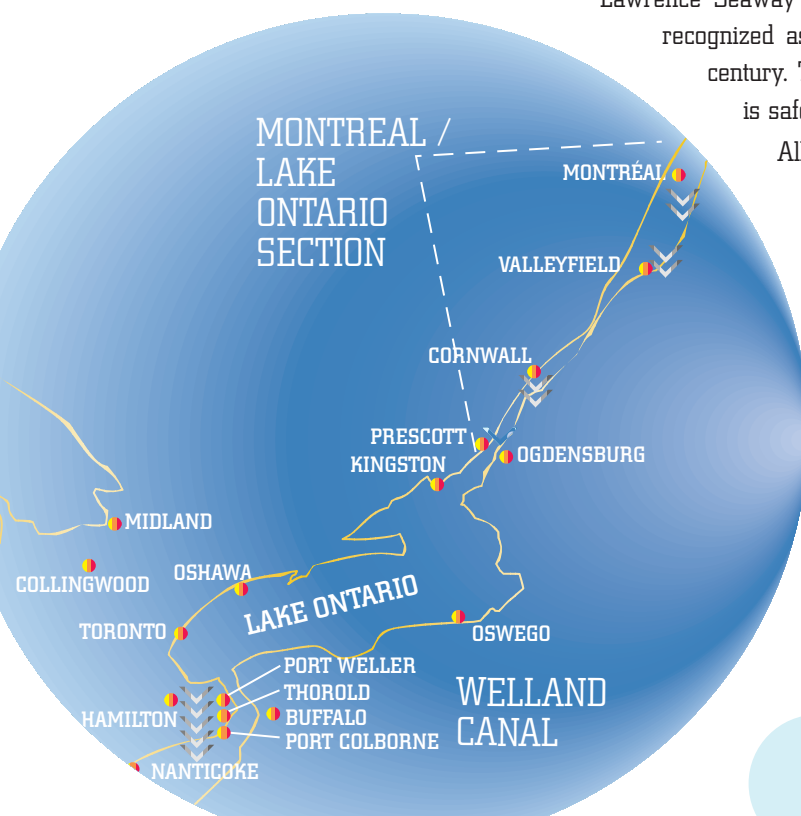 Lawrence Seaway
recognized as
century.
is safe
All
MONTREAL /
LAKE
ONTARIO
SECTION
MONTRÉAL
VALLEYFIELD
CORNWALL
PRESCOTT
OGDENSBURG
KINGSTON
MIDLAND
COLLINGWOOD
OSHAWA
LAKE ONTARIO
TORONTO
OSWEGO
PORT WELLER
THOROLD
HAMILTON
BUFFALO
PORT COLBORNE
NANTICOKE
WELLAND
CANAL